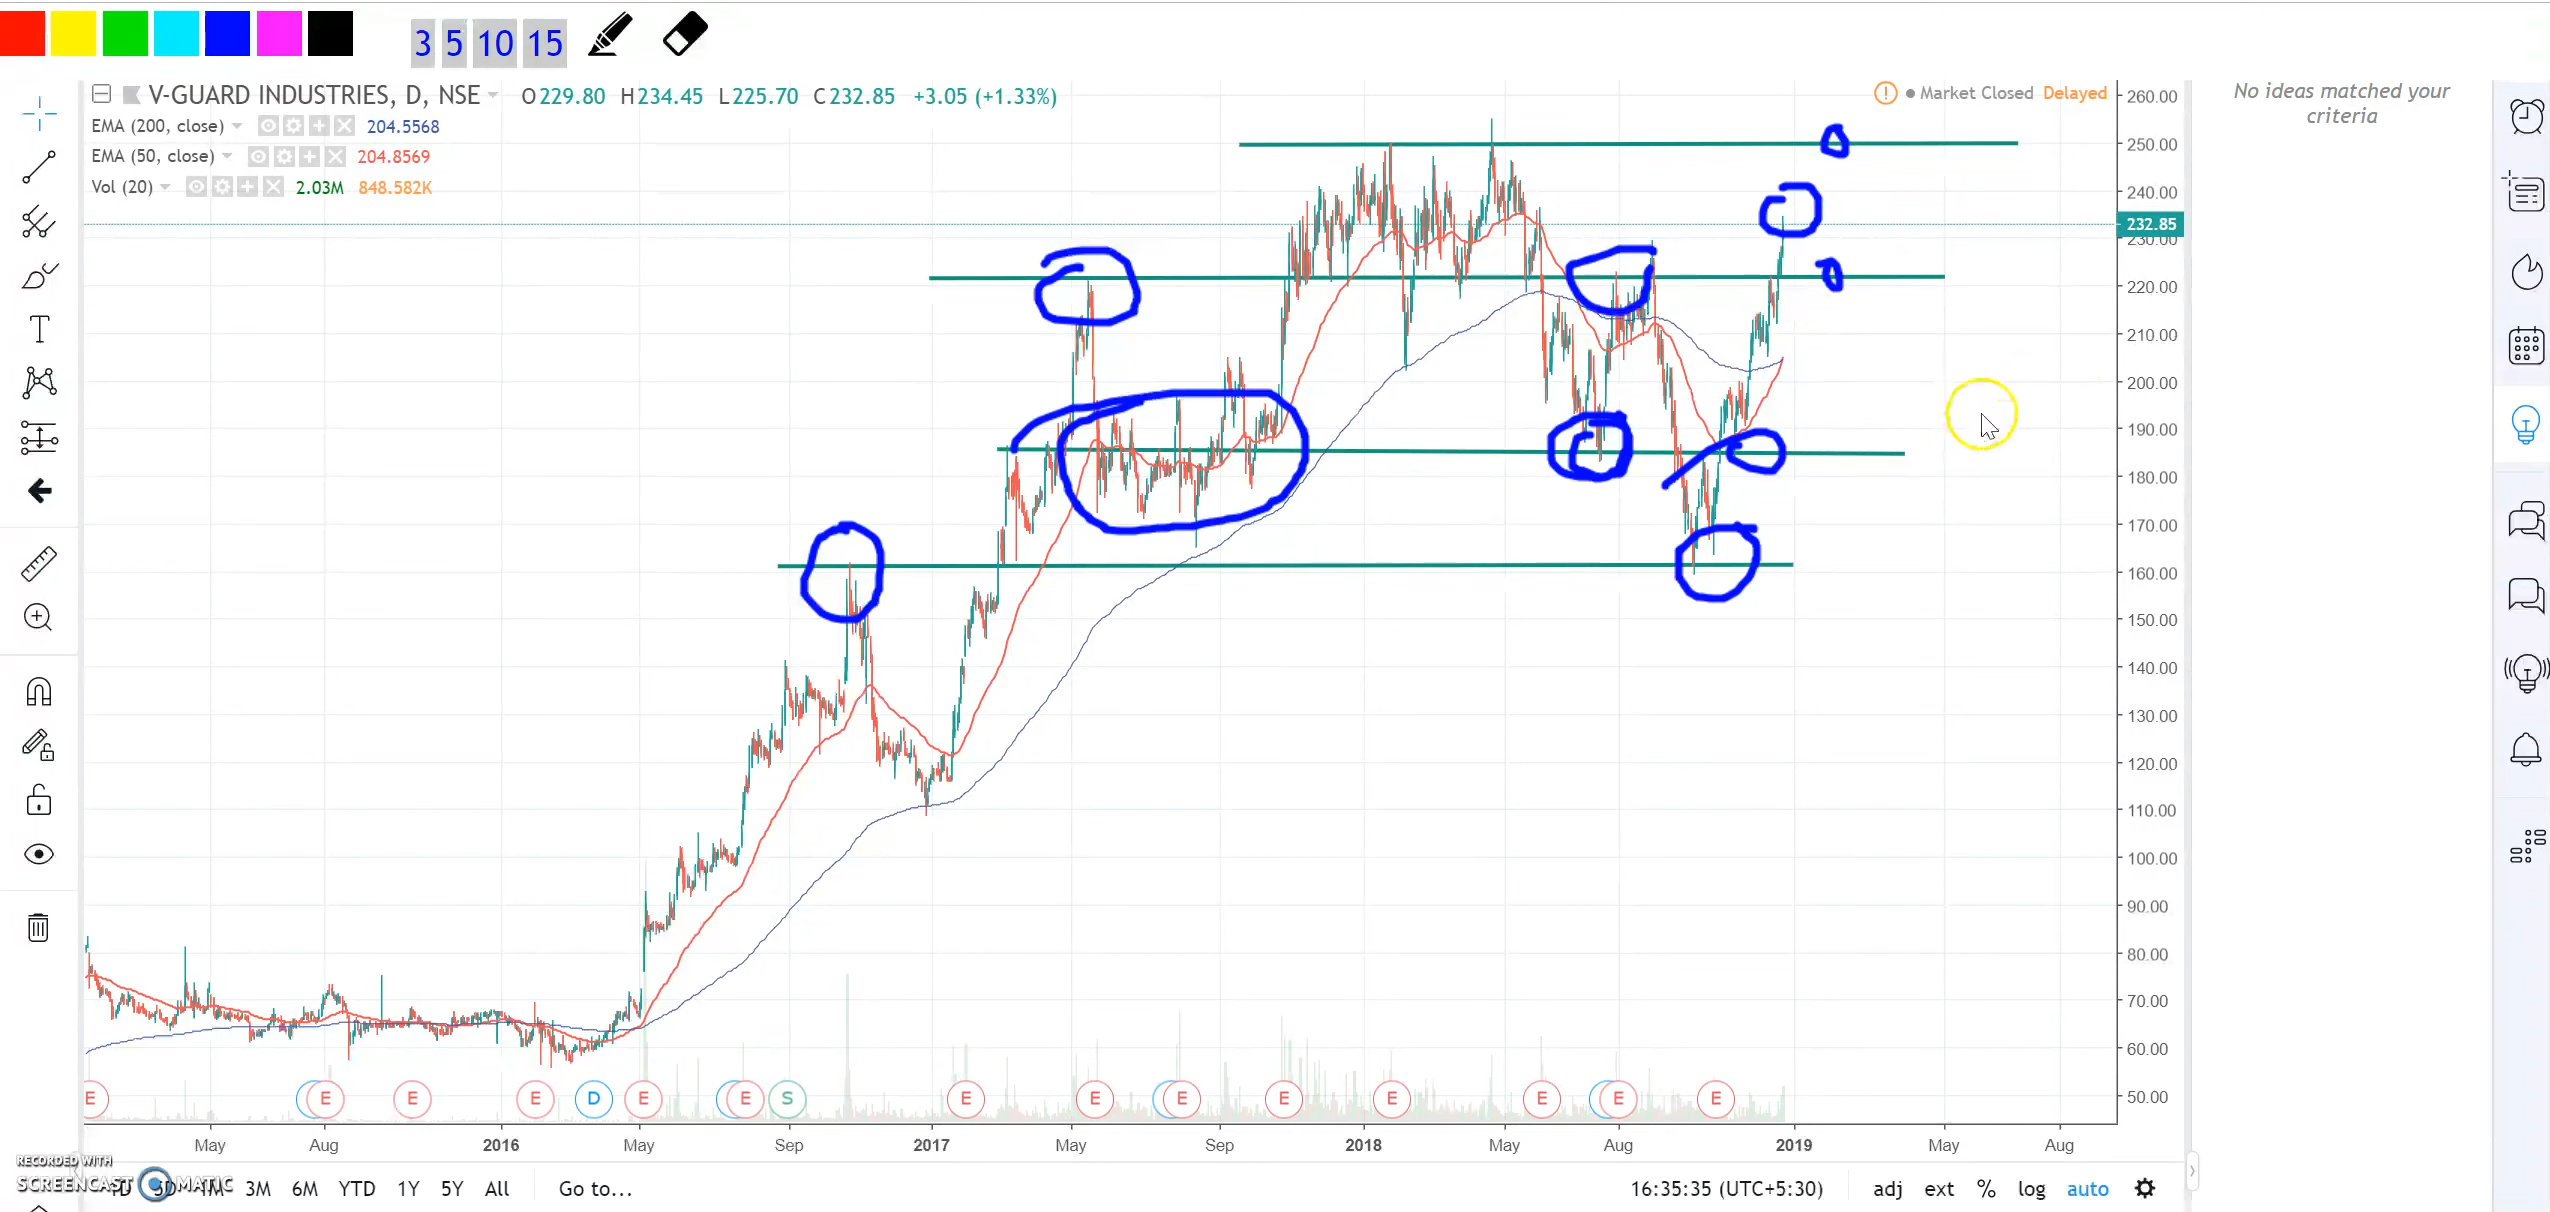 3 5 10 15
V-GUARD INDUSTRIES, D, NSE O229.80 H234.45 L225.70 C232.85 +3.05 (+1.33%)
Market Closed Delayed
EMA (200, close) 204.5568
EMA (50, close) 204.8569
Vol (20) 2.03M 848.582K
No ideas matched your
criteria
260.00
250.00
240.00
232.85
230.00
220.00
210.00
200.00
190.00
180.00
170.00
160.00
150.00
140.00
130.00
120.00
110.00
100.00
90.00
80.00
70.00
60.00
50.00
E E E E D E E S E E E E E E E E
May Aug 2016 May Sep 2017 May Sep 2018 May Aug 2019 May Aug
RECORDED WITH
SCREENCAST MATIC
1D 5D 1M 3M 6M YTD 1Y 5Y All Go to... 16:35:35 (UTC+5:30) adj ext % log auto